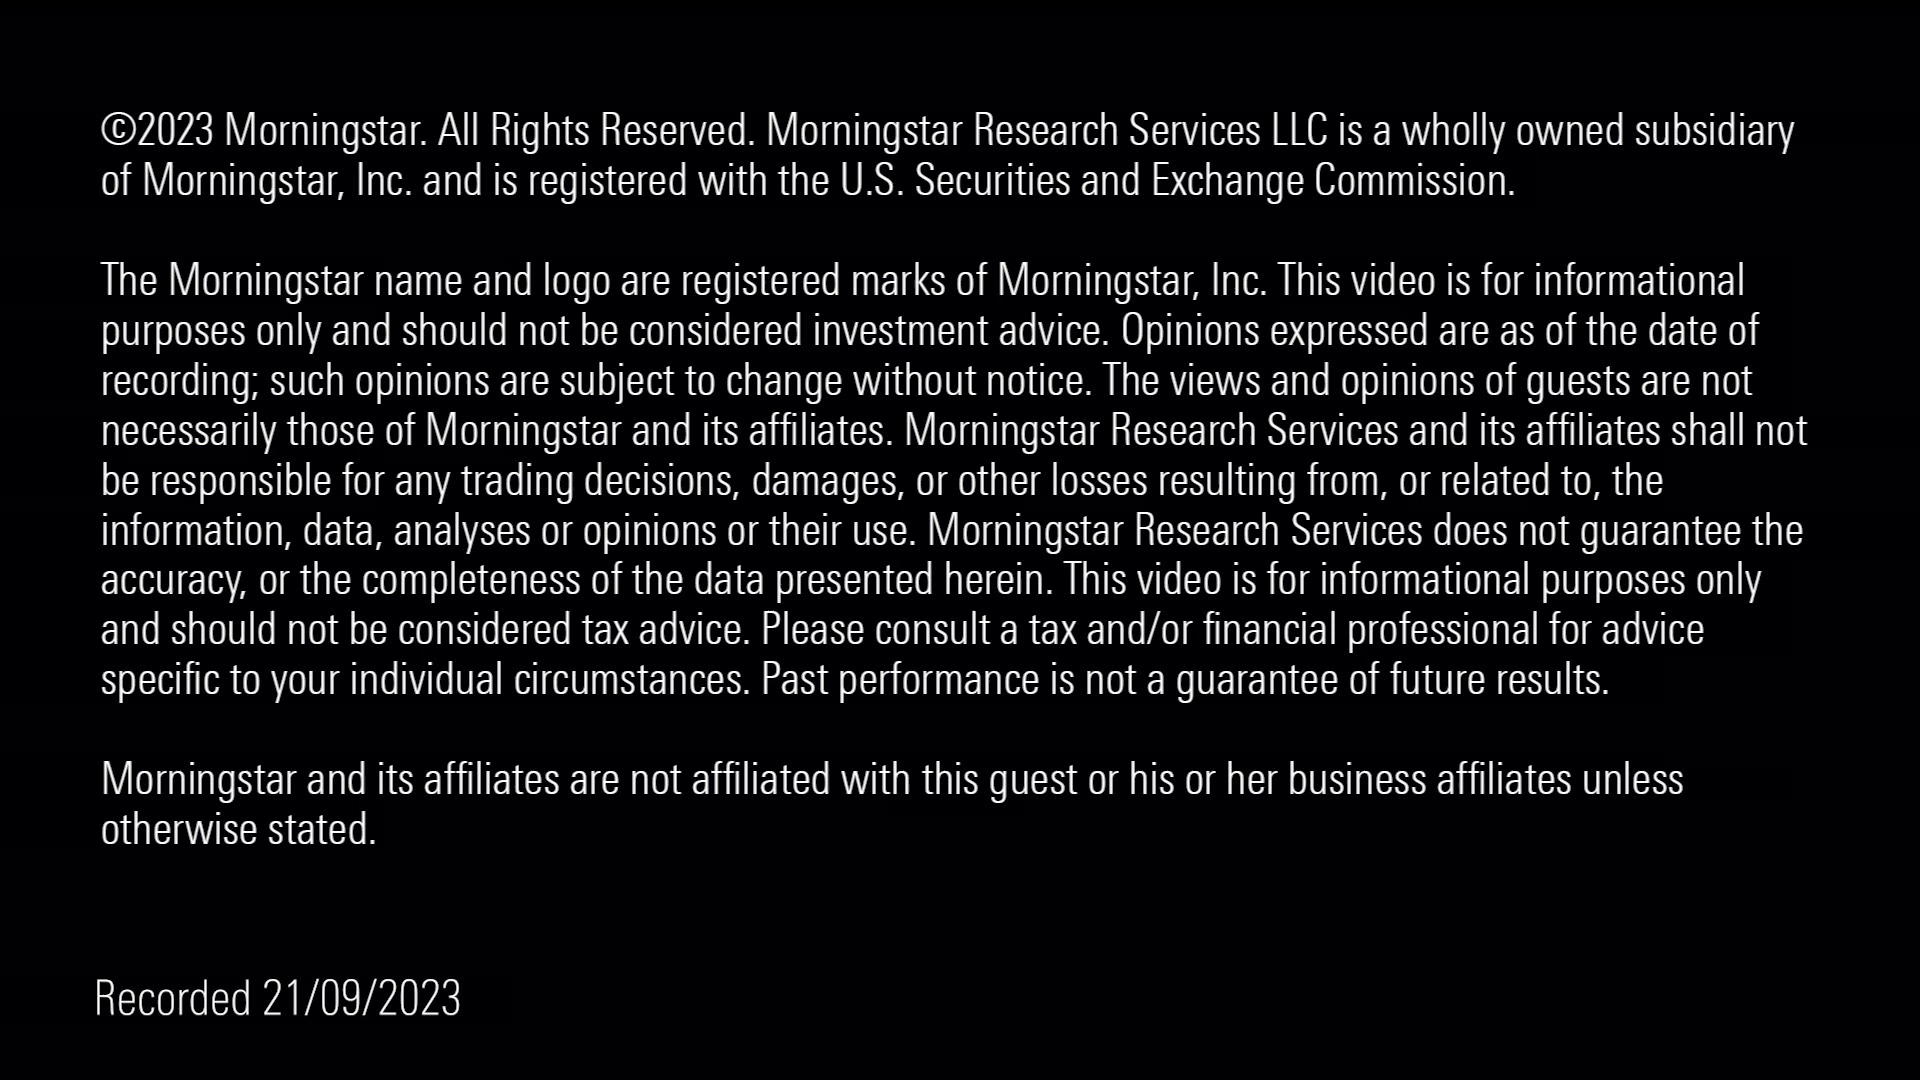 ©2023 Morningstar. All Rights Reserved. Morningstar Research Services LLC is a wholly owned subsidiary
of Morningstar, Inc. and is registered with the U.S. Securities and Exchange Commission.
The Morningstar name and logo are registered marks of Morningstar, Inc. This video is for informational
purposes only and should not be considered investment advice. Opinions expressed are as of the date of
recording; such opinions are subject to change without notice. The views and opinions of guests are not
necessarily those of Morningstar and its affiliates. Morningstar Research Services and its affiliates shall not
be responsible for any trading decisions, damages, or other losses resulting from, or related to, the
information, data, analyses or opinions or their use. Morningstar Research Services does not guarantee the
accuracy, or the completeness of the data presented herein. This video is for informational purposes only
and should not be considered tax advice. Please consult a tax and/or financial professional for advice
specific to your individual circumstances. Past performance is not a guarantee of future results.
Morningstar and its affiliates are not affiliated with this guest or his or her business affiliates unless
otherwise stated.
Recorded 21/09/2023